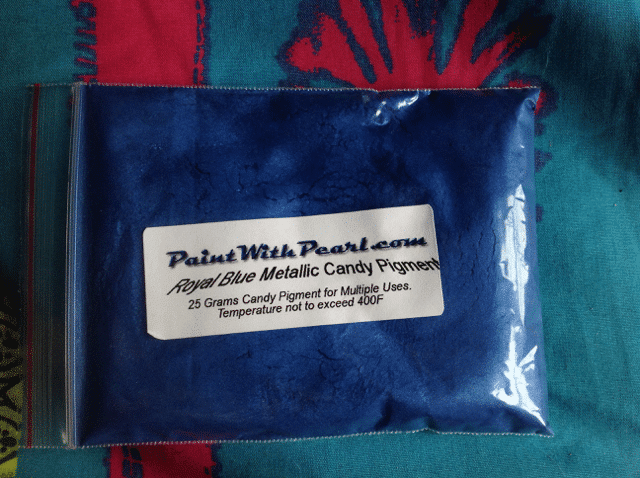 PaintWithPearl.com
Royal Blue Metallic Candy Pigment
25 Grams Candy Pigment for Multiple Uses.
Temperature not to exceed 400F